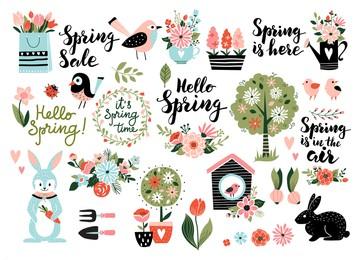 Spring
Sale
Spring
is here
Hello
Spring!
it's
Spring
time
Hello
Spring
Spring
is in the
air